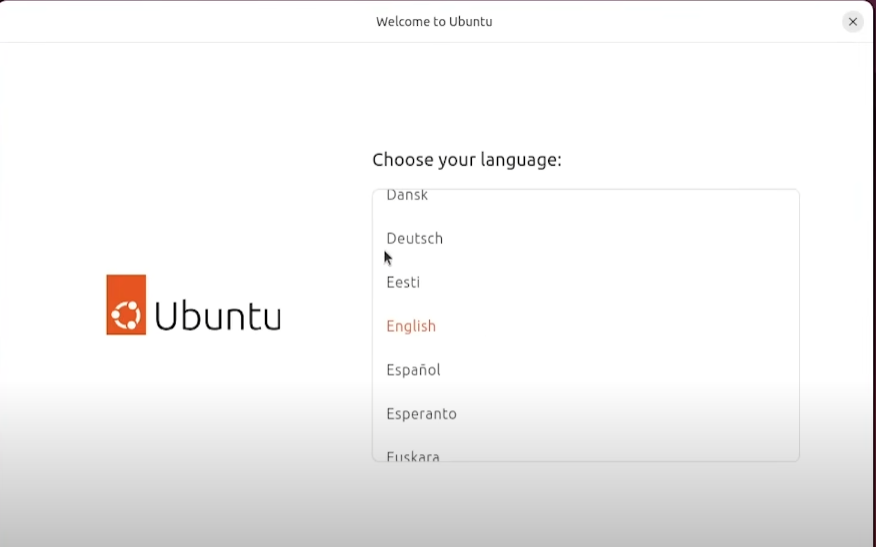 Welcome to Ubuntu
Choose your language:
Dansk
Deutsch
Eesti
English
Español
Esperanto
Euskara
Ubuntu